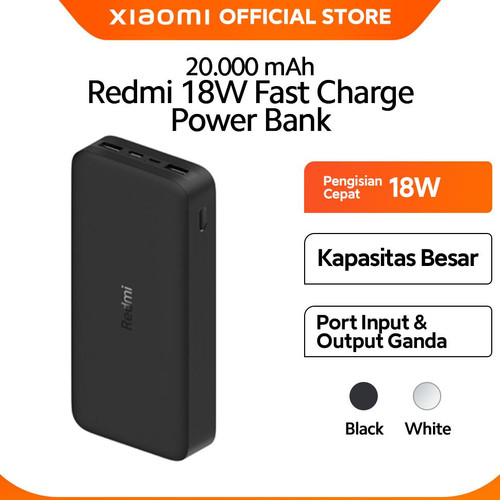 xiaomi OFFICIAL STORE
20.000 mAh
Redmi 18W Fast Charge
Power Bank
Pengisian
Cepat
18W
Kapasitas Besar
Port Input &
Output Ganda
Redmi
Black
White